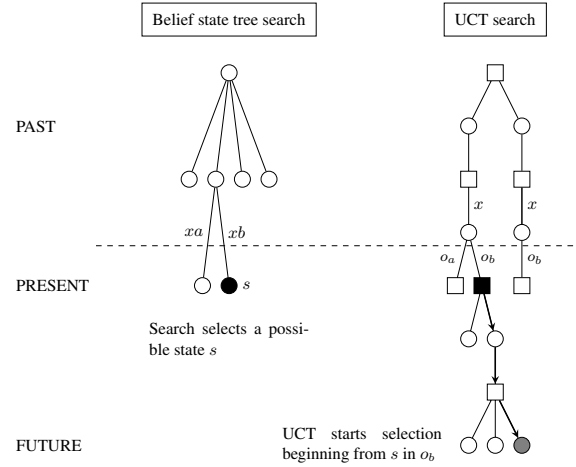 Belief state tree search
UCT search
PAST
x
x
xa
xb
o_a
o_b
o_b
PRESENT
s
Search selects a possi-
ble state s
UCT starts selection
beginning from s in o_b
FUTURE